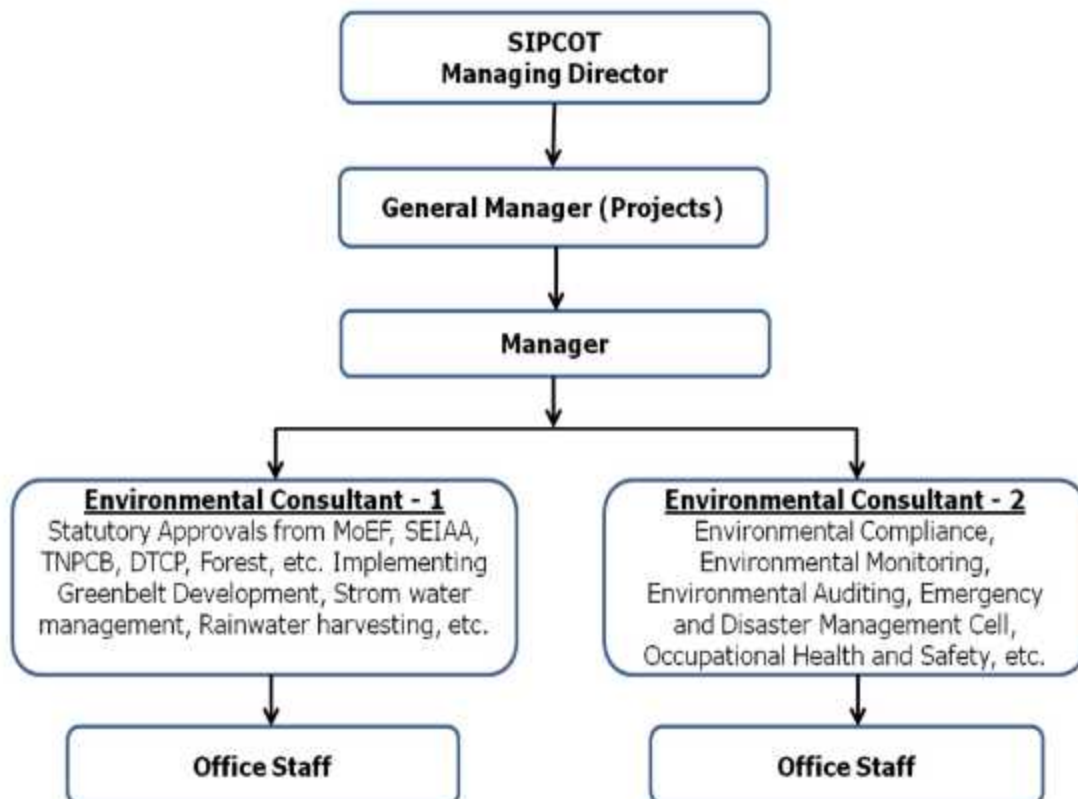 SIPCOT
Managing Director
General Manager (Projects)
Manager
Environmental Consultant - 1
Statutory Approvals from MoEF, SEIAA,
TNPCB, DTCP, Forest, etc. Implementing
Greenbelt Development, Strom water
management, Rainwater harvesting, etc.
Environmental Consultant - 2
Environmental Compliance,
Environmental Monitoring,
Environmental Auditing, Emergency
and Disaster Management Cell,
Occupational Health and Safety, etc.
Office Staff
Office Staff